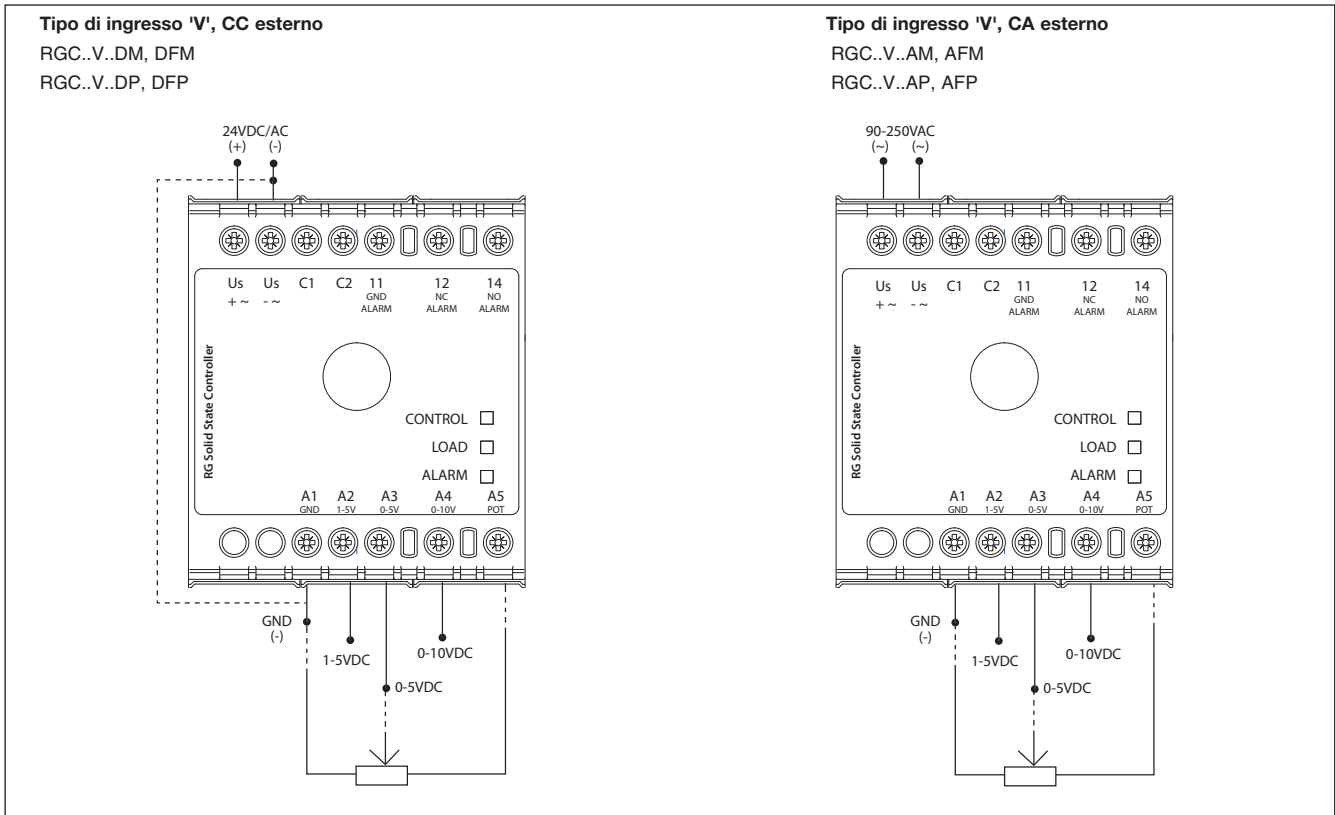 Tipo di ingresso 'V', CC esterno
RGC..V..DM, DFM
RGC..V..DP, DFP
24VDC/AC
(+) (-)
Us Us C1 C2 11 12 14
+ ~ - ~ GND NC NO
ALARM ALARM ALARM
RG Solid State Controller
CONTROL
LOAD
ALARM
A1 A2 A3 A4 A5
GND 1-5V 0-5V 0-10V POT
GND
(-)
1-5VDC
0-10VDC
0-5VDC
Tipo di ingresso 'V', CA esterno
RGC..V..AM, AFM
RGC..V..AP, AFP
90-250VAC
(~) (~)
Us Us C1 C2 11 12 14
+ ~ - ~ GND NC NO
ALARM ALARM ALARM
RG Solid State Controller
CONTROL
LOAD
ALARM
A1 A2 A3 A4 A5
GND 1-5V 0-5V 0-10V POT
GND
(-)
1-5VDC
0-10VDC
0-5VDC